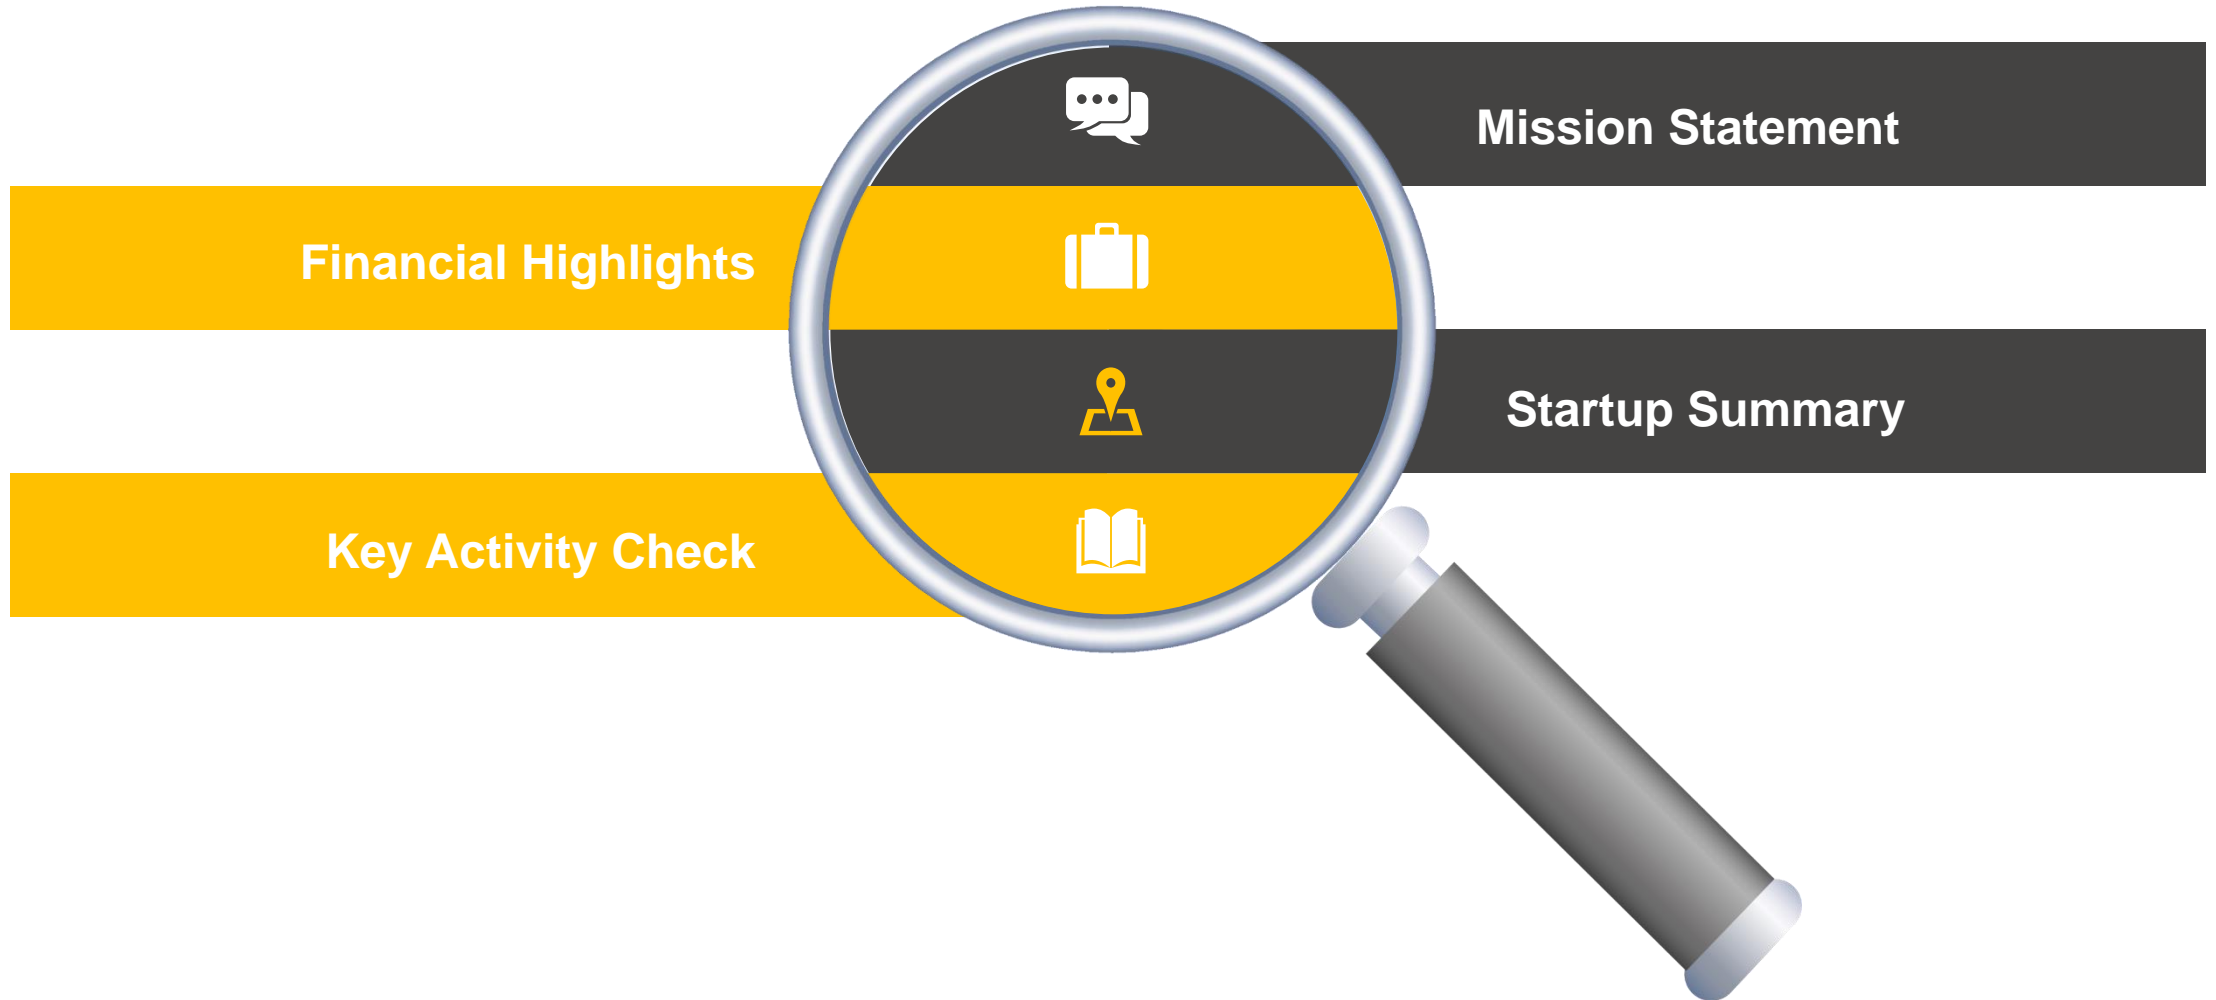 Mission Statement
Financial Highlights
Startup Summary
Key Activity Check